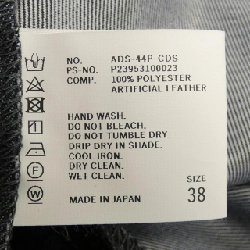 NO. ADS-44P CDS
PS-NO. P23953100023
COMP. 100% POLYESTER
ARTIFICIAL LEATHER
HAND WASH.
DO NOT BLEACH.
DO NOT TUMBLE DRY
DRIP DRY IN SHADE.
COOL IRON.
DRY CLEAN.
WET CLEAN.
SIZE
MADE IN JAPAN 38